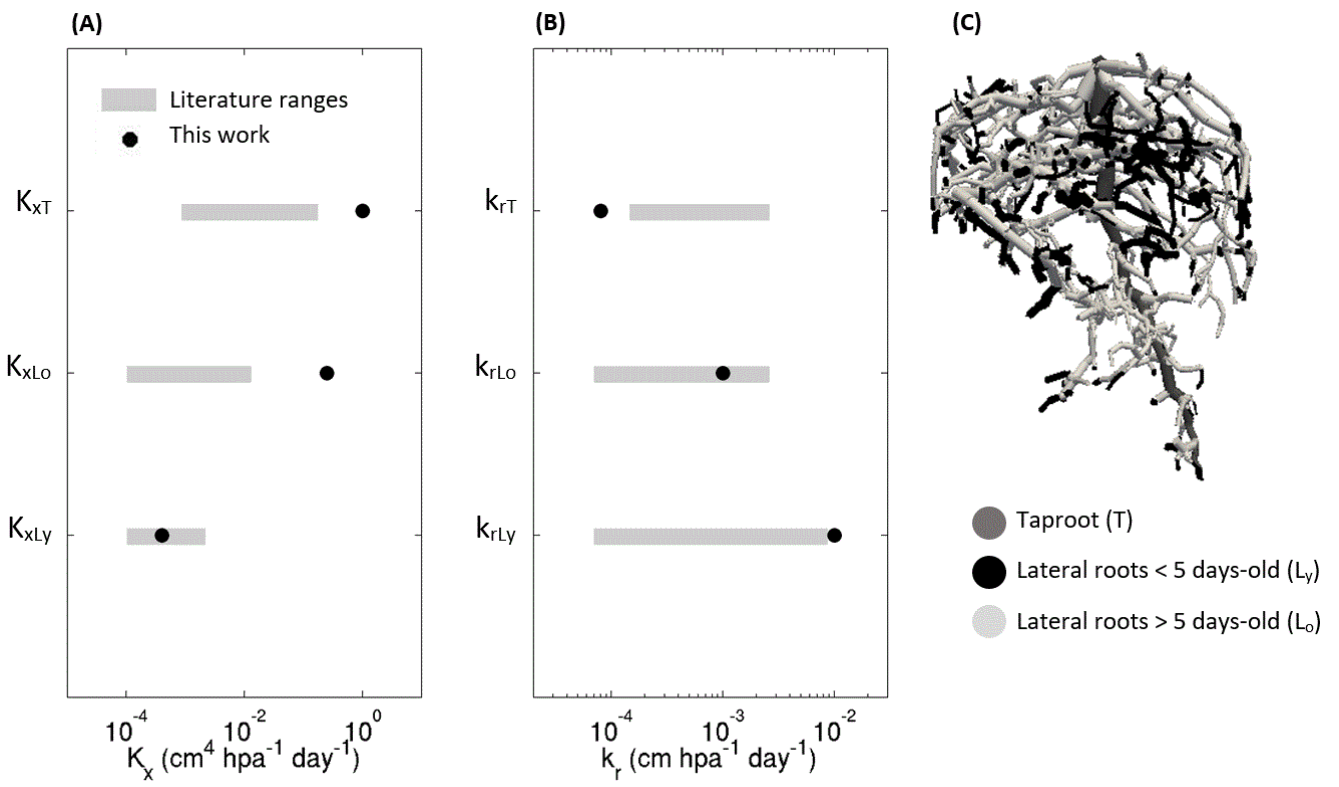 (A)
Literature ranges
This work
KxT
KxLo
KxLy
10⁻⁴ 10⁻² 10⁰
Kx (cm⁴ hpa⁻¹ day⁻¹)
(B)
krT
krLo
krLy
10⁻⁴ 10⁻³ 10⁻²
kr (cm hpa⁻¹ day⁻¹)
(C)
Taproot (T)
Lateral roots < 5 days-old (Ly)
Lateral roots > 5 days-old (Lo)